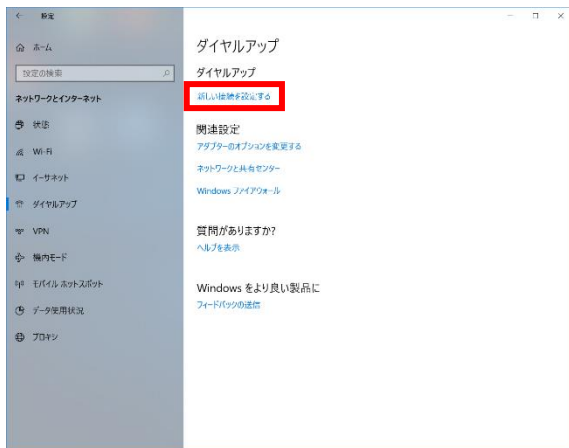 設定
ホーム
設定の検索
ネットワークとインターネット
状態
Wi-Fi
イーサネット
ダイヤルアップ
VPN
機内モード
モバイル ホットスポット
データ使用状況
プロキシ
ダイヤルアップ
ダイヤルアップ
新しい接続を設定する
関連設定
アダプターのオプションを変更する
ネットワークと共有センター
Windows ファイアウォール
質問がありますか?
ヘルプを表示
Windows をより良い製品に
フィードバックの送信